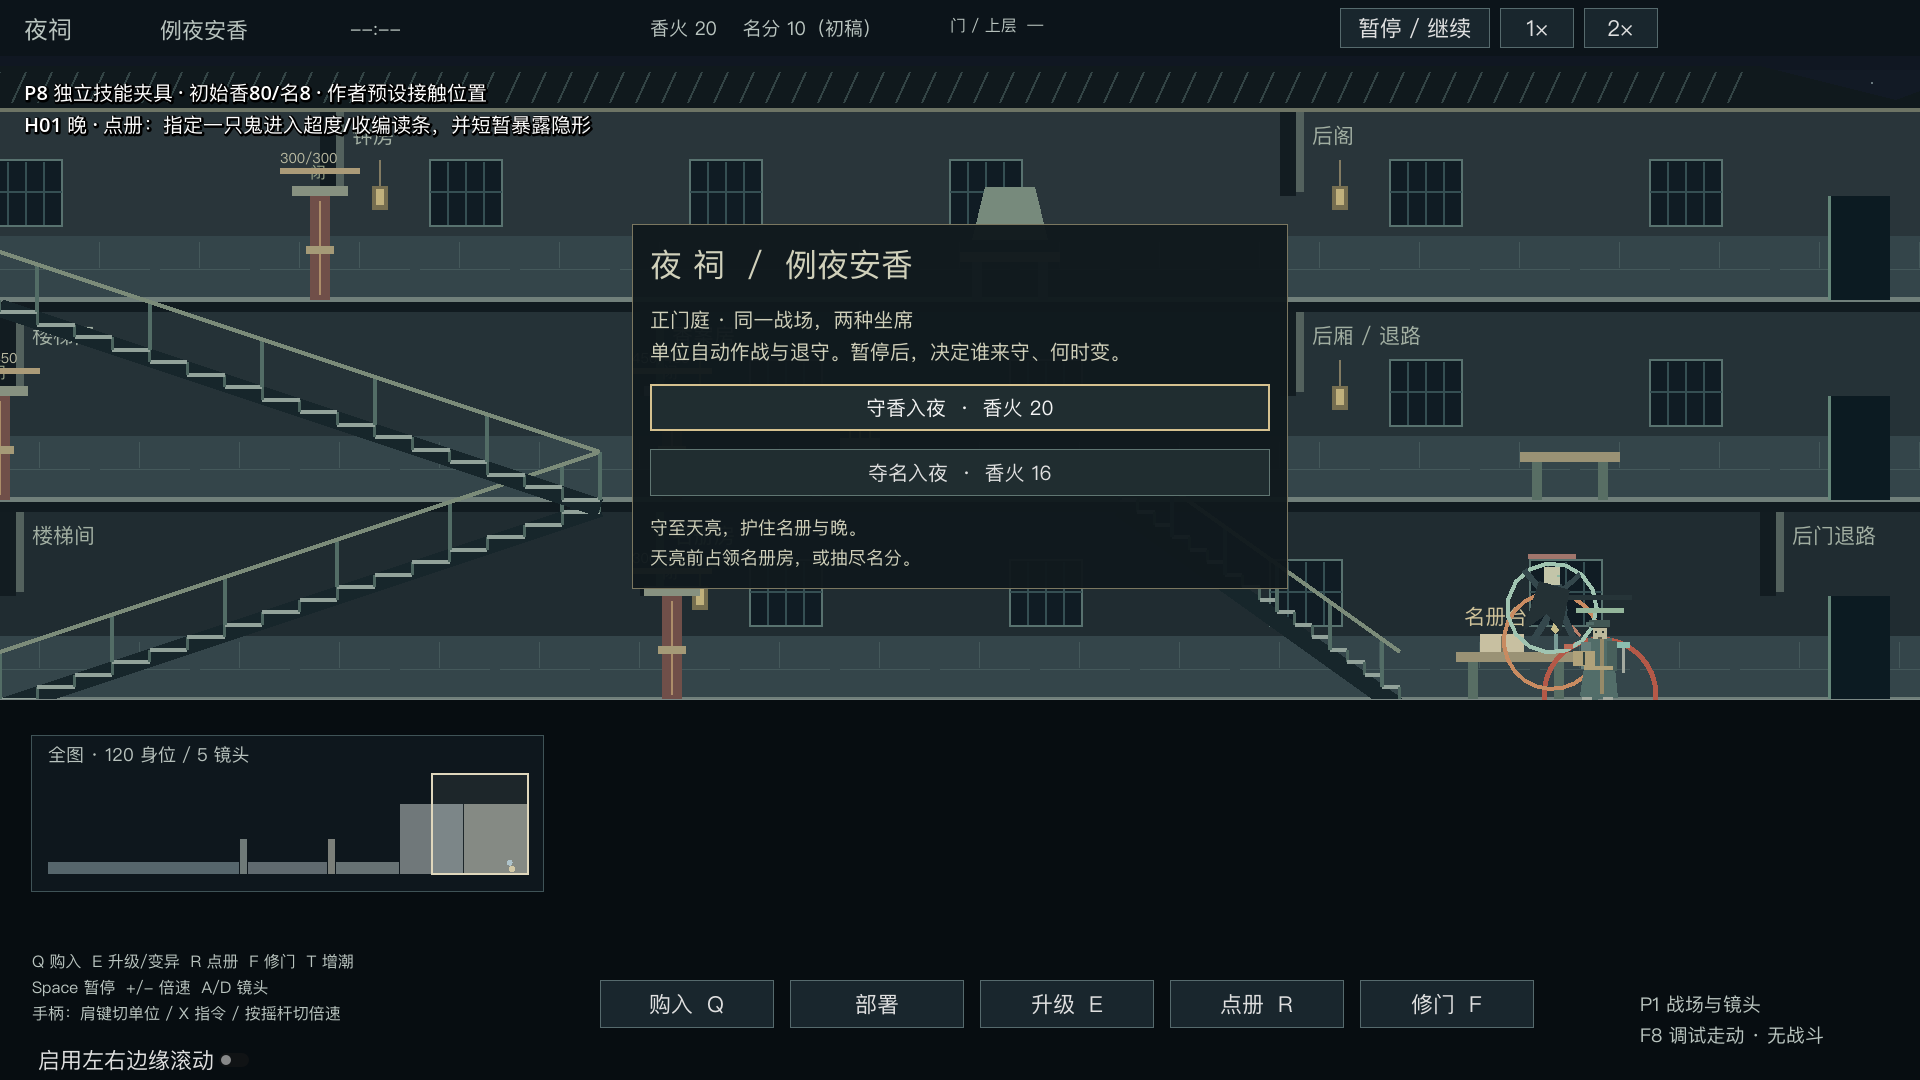 夜祠
例夜安香
--:--
香火 20 名分 10（初稿）
门 / 上层 一
暂停 / 继续
1×
2×
P8 独立技能夹具 · 初始香80/名8 · 作者预设接触位置
H01 晚 · 点册：指定一只鬼进入超度/收编读条，并短暂暴露隐形
钟房
后阁
300/300
闭
夜 祠 / 例夜安香
正门庭 · 同一战场，两种坐席
单位自动作战与退守。暂停后，决定谁来守、何时变。
守香入夜 · 香火 20
夺名入夜 · 香火 16
守至天亮，护住名册与晚。
天亮前占领名册房，或抽尽名分。
后厢 / 退路
50
楼梯间
后门退路
名册台
全图 · 120 身位 / 5 镜头
Q 购入 E 升级/变异 R 点册 F 修门 T 增潮
Space 暂停 +/− 倍速 A/D 镜头
手柄：肩键切单位 / X 指令 / 按摇杆切倍速
启用左右边缘滚动
购入 Q
部署
升级 E
点册 R
修门 F
P1 战场与镜头
F8 调试走动 · 无战斗